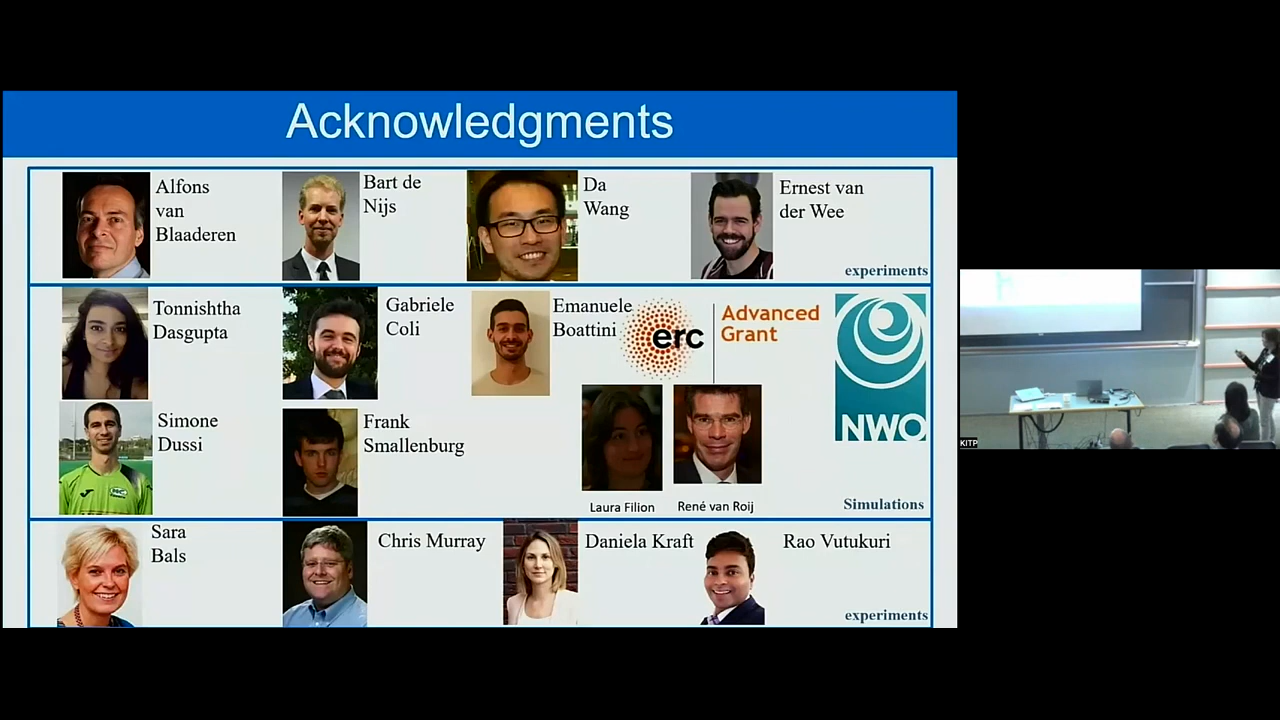 Acknowledgments
Alfons
van
Blaaderen
Bart de
Nijs
Da
Wang
Ernest van
der Wee
experiments
Tonnishtha
Dasgupta
Gabriele
Coli
Emanuele
Boattini
erc
Advanced
Grant
NWO
Simone
Dussi
Frank
Smallenburg
Laura Filion
René van Roij
Simulations
Sara
Bals
Chris Murray
Daniela Kraft
Rao Vutukuri
experiments
KITP